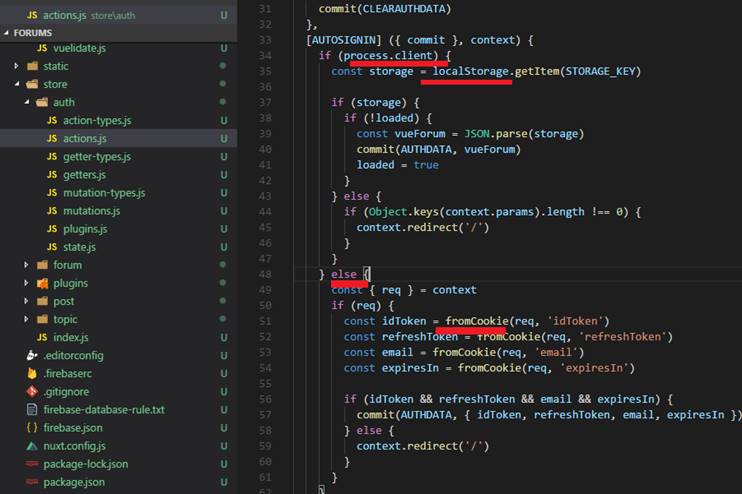 JS actions.js store\auth U
FORUMS
JS vuelidate.js U
static
store
auth
JS action-types.js U
JS actions.js U
JS getter-types.js U
JS getters.js U
JS mutation-types.js U
JS mutations.js U
JS plugins.js U
JS state.js U
forum
plugins
post
topic
JS index.js U
.editorconfig U
.firebaserc U
.gitignore U
firebase-database-rule.txt U
{ } firebase.json U
nuxt.config.js U
package-lock.json U
package.json U
31 commit(CLEARAUTHDATA)
32 },
33 [AUTOSIGNIN] ({ commit }, context) {
34 if (process.client) {
35 const storage = localStorage.getItem(STORAGE_KEY)
36
37 if (storage) {
38 if (!loaded) {
39 const vueForum = JSON.parse(storage)
40 commit(AUTHDATA, vueForum)
41 loaded = true
42 }
43 } else {
44 if (Object.keys(context.params).length !== 0) {
45 context.redirect('/')
46 }
47 }
48 } else {
49 const { req } = context
50 if (req) {
51 const idToken = fromCookie(req, 'idToken')
52 const refreshToken = fromCookie(req, 'refreshToken')
53 const email = fromCookie(req, 'email')
54 const expiresIn = fromCookie(req, 'expiresIn')
55
56 if (idToken && refreshToken && email && expiresIn) {
57 commit(AUTHDATA, { idToken, refreshToken, email, expiresIn })
58 } else {
59 context.redirect('/')
60 }
61 }
62 }